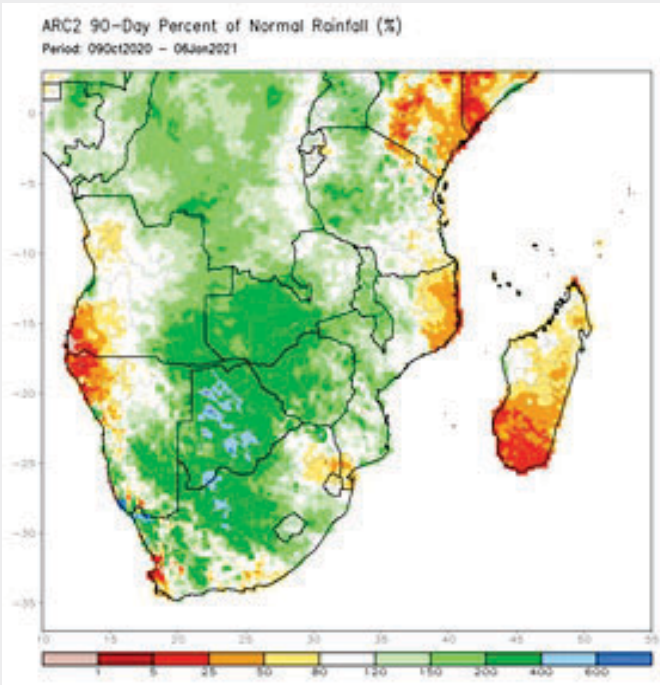 ARC2 90-Day Percent of Normal Rainfall (%)
Period: 09Oct2020 - 06Jan2021
0
-5
-10
-15
-20
-25
-30
-35
10 15 20 25 30 35 40 45 50 55
1 5 25 50 80 120 150 200 400 600